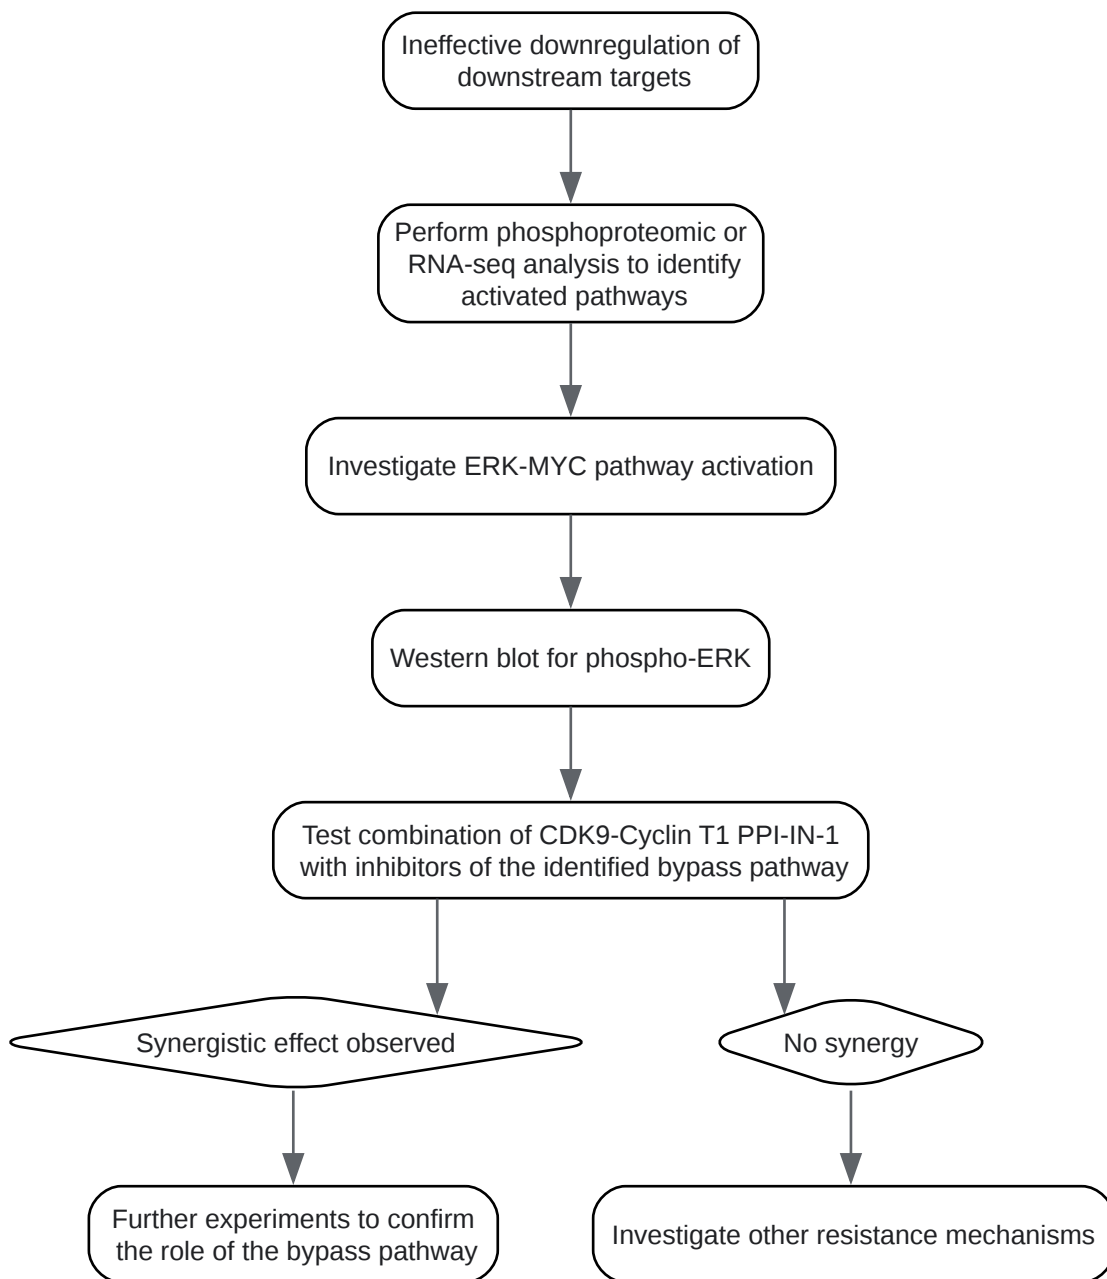 Ineffective downregulation of
downstream targets
Perform phosphoproteomic or
RNA-seq analysis to identify
activated pathways
Investigate ERK-MYC pathway activation
Western blot for phospho-ERK
Test combination of CDK9-Cyclin T1 PPI-IN-1
with inhibitors of the identified bypass pathway
Synergistic effect observed
No synergy
Further experiments to confirm
the role of the bypass pathway
Investigate other resistance mechanisms